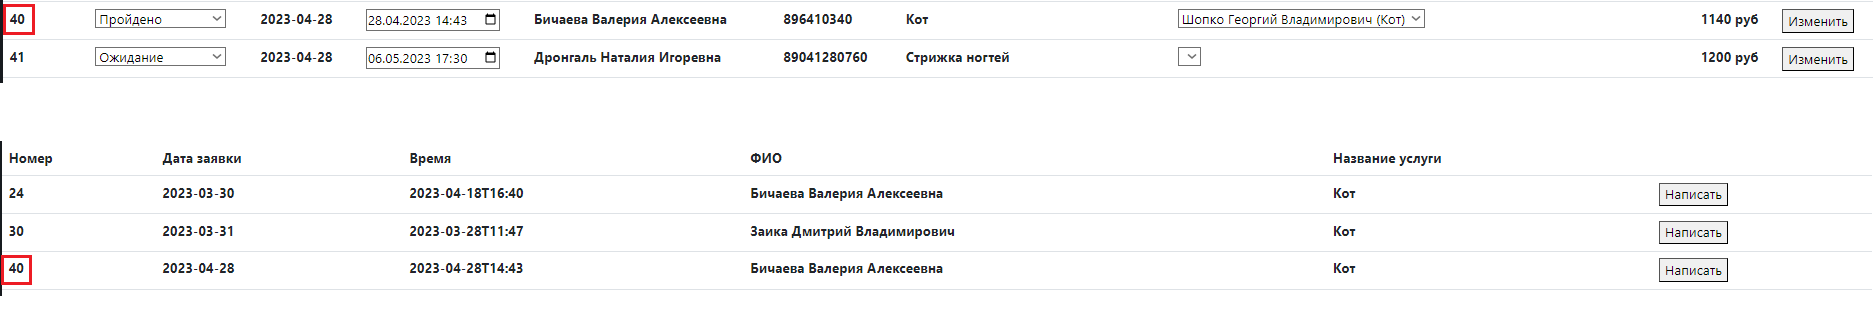 40 Пройдено 2023-04-28 28.04.2023 14:43 Бичаева Валерия Алексеевна 896410340 Кот Шопко Георгий Владимирович (Кот) 1140 руб Изменить
41 Ожидание 2023-04-28 06.05.2023 17:30 Дронгаль Наталия Игоревна 89041280760 Стрижка ногтей 1200 руб Изменить
Номер Дата заявки Время ФИО Название услуги
24 2023-03-30 2023-04-18T16:40 Бичаева Валерия Алексеевна Кот Написать
30 2023-03-31 2023-03-28T11:47 Заика Дмитрий Владимирович Кот Написать
40 2023-04-28 2023-04-28T14:43 Бичаева Валерия Алексеевна Кот Написать